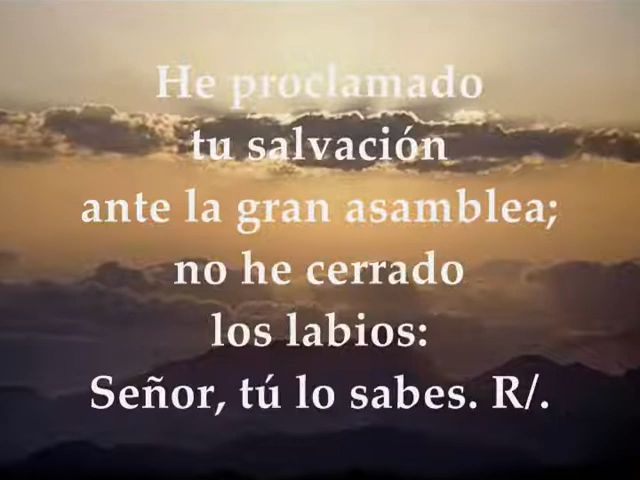 He proclamado
tu salvación
ante la gran asamblea;
no he cerrado
los labios:
Señor, tú lo sabes. R/.